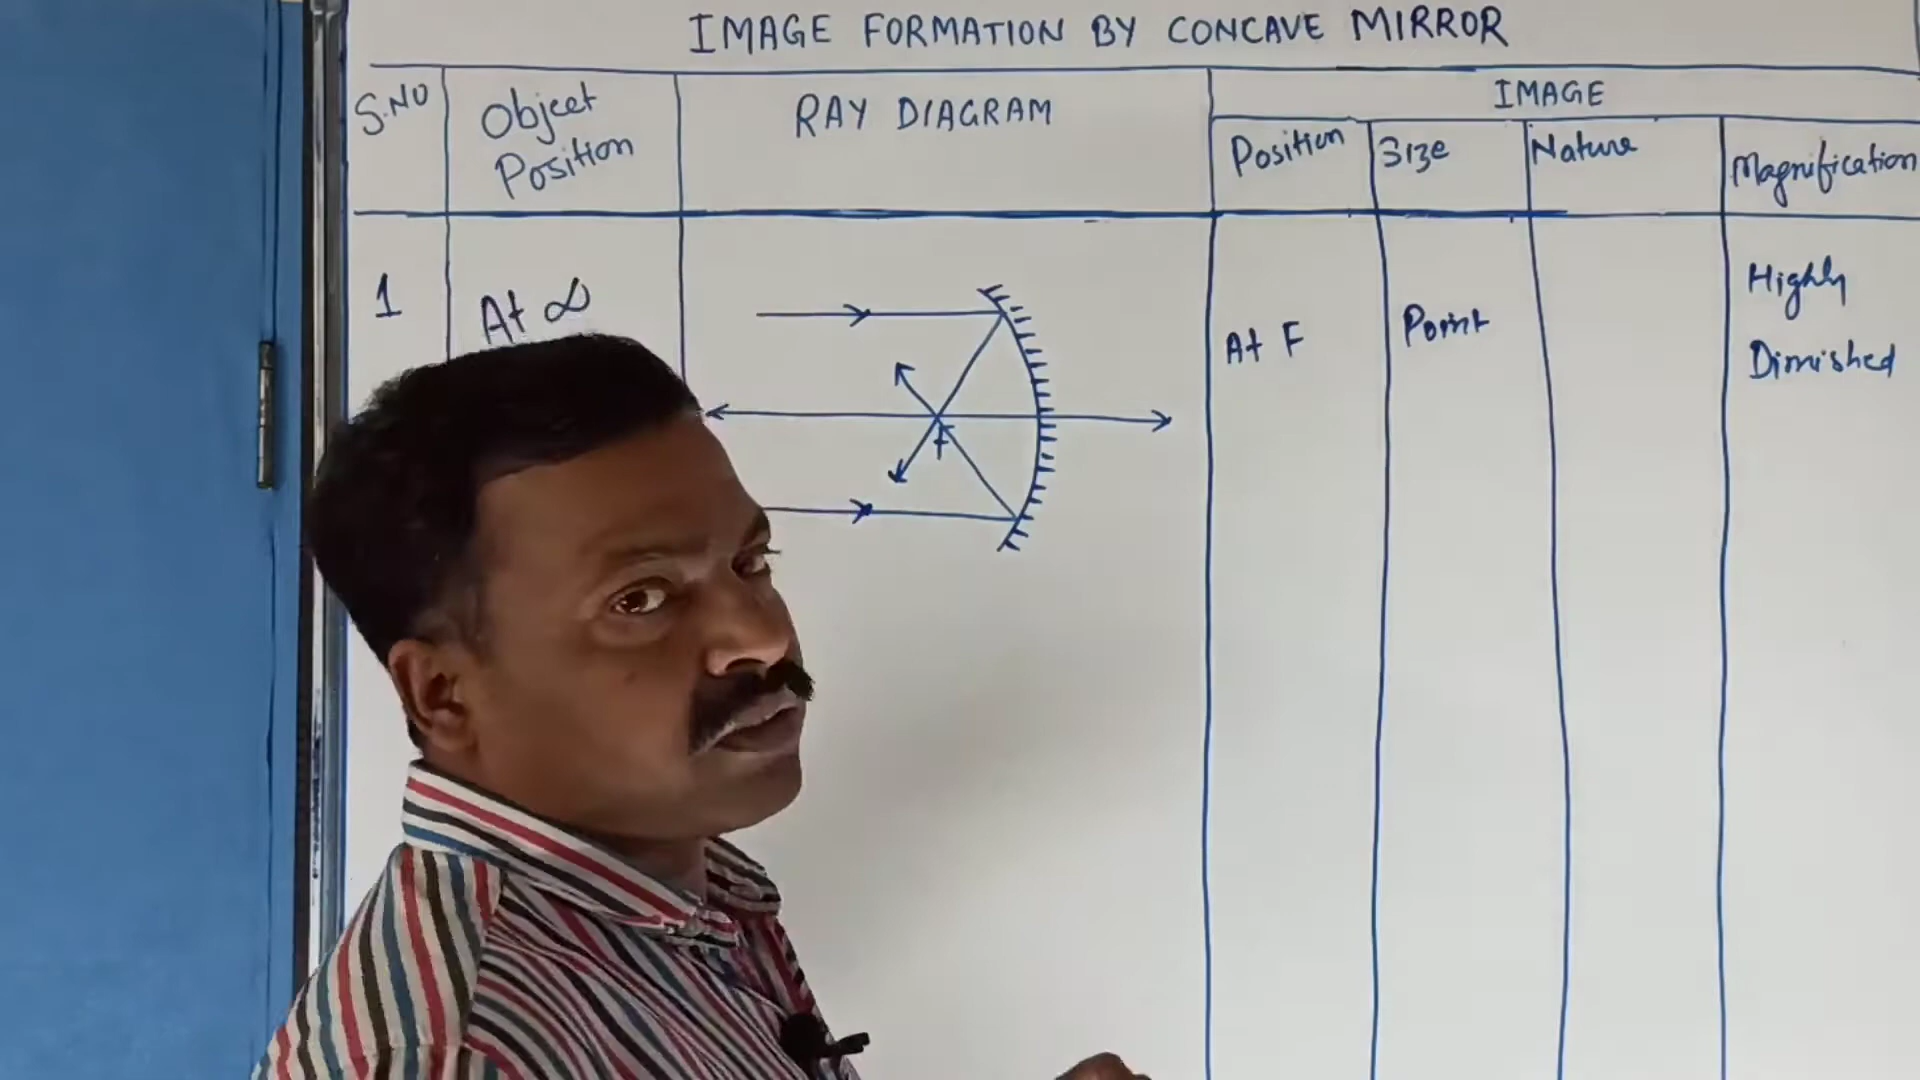 IMAGE FORMATION BY CONCAVE MIRROR
S.NO
Object
Position
RAY DIAGRAM
IMAGE
Position
Size
Nature
Magnification
1
At ∞
F
At F
Point
Highly
Dimished